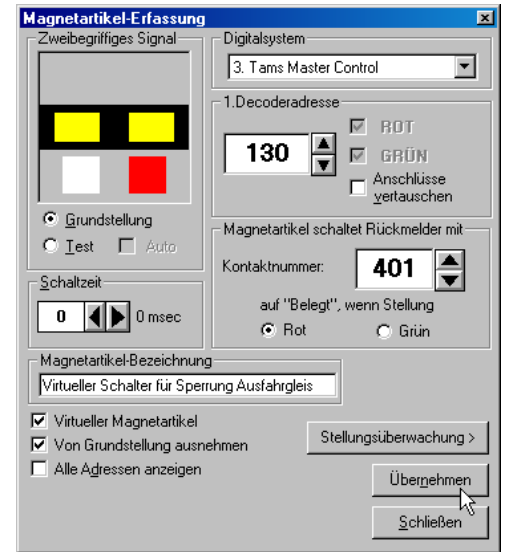 Magnetartikel-Erfassung
Zweibegriffiges Signal
Grundstellung
Test
Auto
Schaltzeit
0
0 msec
Digitalsystem
3. Tams Master Control
1.Decoderadresse
130
ROT
GRÜN
Anschlüsse
vertauschen
Magnetartikel schaltet Rückmelder mit
Kontaktnummer:
401
auf "Belegt", wenn Stellung
Rot
Grün
Magnetartikel-Bezeichnung
Virtueller Schalter für Sperrung Ausfahrgleis
Virtueller Magnetartikel
Von Grundstellung ausnehmen
Alle Adressen anzeigen
Stellungsüberwachung >
Übernehmen
Schließen